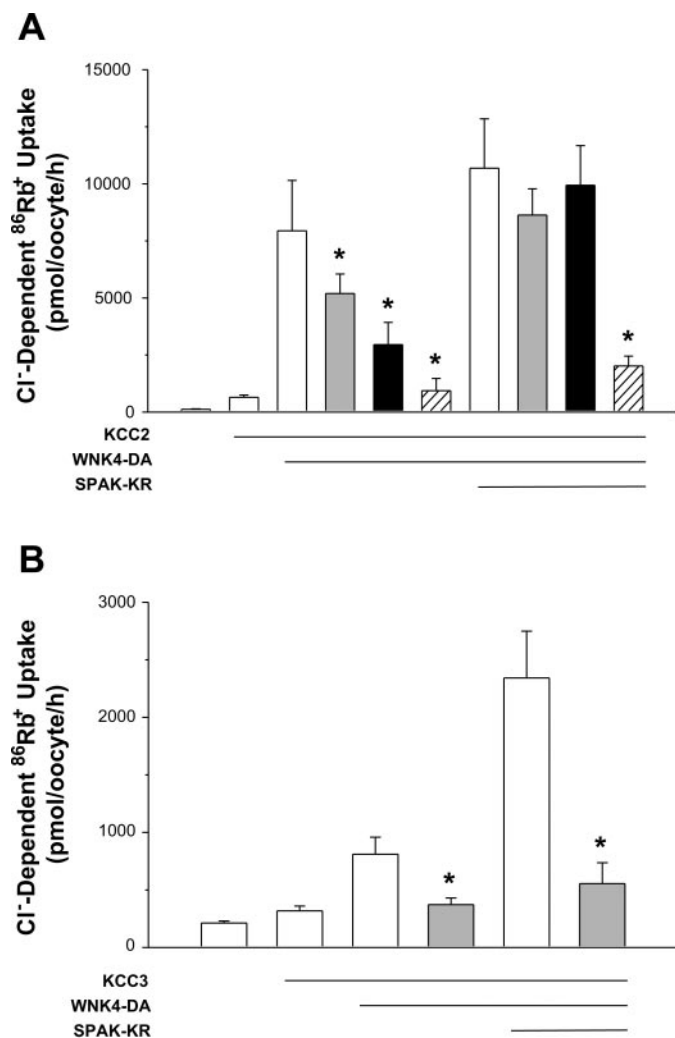 A
Cl⁻-Dependent ⁸⁶Rb⁺ Uptake
(pmol/oocyte/h)
15000
10000
5000
0
* * * *
KCC2
WNK4-DA
SPAK-KR
B
Cl⁻-Dependent ⁸⁶Rb⁺ Uptake
(pmol/oocyte/h)
3000
2000
1000
0
* *
KCC3
WNK4-DA
SPAK-KR